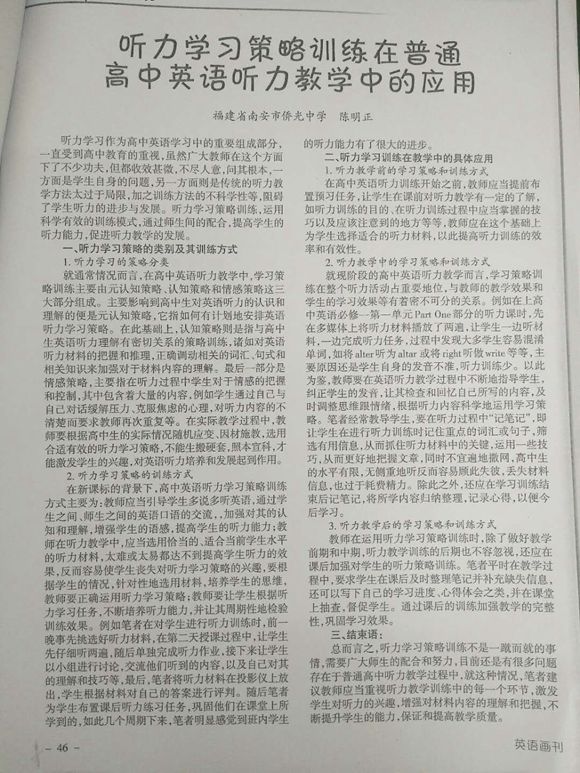 听力学习策略训练在普通
高中英语听力教学中的应用
福建省南安市侨光中学 陈明正
听力学习作为高中英语学习中的重要组成部分，
一直受到高中教育的重视，虽然广大教师在这个方面
下了不少功夫，但都收效甚微，不尽人意，问其根本，一
方面是学生自身的问题，另一方面则是传统的听力教
学方法太过于局限，加之训练方法的不科学性等，阻碍
了学生听力的进步与发展。听力学习策略训练，运用
科学有效的训练模式，通过师生间的配合，提高学生的
听力能力，促进听力教学的发展。
一、听力学习策略的类别及其训练方式
1. 听力学习的策略分类
就通常情况而言，在高中英语听力教学中，学习策
略训练主要由元认知策略、认知策略和情感策略这三
大部分组成。主要影响到高中生对英语听力的认识和
理解的便是元认知策略，它指如何有计划地安排英语
听力学习策略。在此基础上，认知策略则是指与高中
生英语听力理解有密切关系的策略训练，诸如对英语
听力材料的把握和推理，正确调动相关的词汇、句式和
相关知识来加强对于材料内容的理解。最后一部分是
情感策略，主要指在听力过程中学生对于情感的把握
和控制，其中包含着大量的内容，例如学生通过自己与
自己对话缓解压力、克服焦虑的心理，对听力内容的不
清楚而要求教师再次重复等。在实际教学过程中，教
师要根据高中生的实际情况随机应变、因材施教，选用
合适有效的听力学习策略，不能生搬硬套，照本宣科，才
能激发学生的兴趣，对英语听力培养和发展起到作用。
2. 听力学习策略的训练方式
在新课标的背景下，高中英语听力学习策略训练
方式主要为：教师应当引导学生多说多听英语，通过学
生之间、师生之间的英语口语的交流，，加强对其的认
知和理解，增强学生的语感，提高学生的听力能力；教
师在听力教学中，应当选用恰当的、适合当前学生水平
的听力材料，太难或太易都达不到提高学生听力的效
果，反而容易使学生丧失对听力学习策略的兴趣，要根
据学生的情况，针对性地选用材料，培养学生的思维，
教师要正确运用听力学习策略；教师要让学生根据听
力学习任务，不断培养听力能力，并让其周期性地检验
训练效果。例如笔者在对学生进行听力训练时，前一
晚事先挑选好听力材料，在第二天授课过程中，让学生
先仔细听两遍，随后单独完成听力作业，接下来让学生
以小组进行讨论，交流他们听到的内容，以及自己对其
的理解和技巧等，最后，笔者将听力材料在投影仪上放
出，学生根据材料对自己的答案进行评判。随后笔者
为学生布置课后听力练习任务，巩固他们在课堂上所
学到的，如此几个周期下来，笔者明显感觉到班内学生
的听力能力有了很大的进步。
二、听力学习训练在教学中的具体应用
1. 听力教学前的学习策略和训练方式
在高中英语听力训练开始之前，教师应当提前布
置预习任务，让学生在课前对听力教学有一定的了解，
如听力训练的目的、在听力训练过程中应当掌握的技
巧以及应该注意到的地方等等，教师应在这个基础上
为学生选择适合的听力材料，以此提高听力训练的效
率和有效性。
2. 听力教学中的学习策略和训练方式
就现阶段的高中英语听力教学而言，学习策略训练
在整个听力活动占重要地位，与教师的教学效果和
学生的学习效果等有着密不可分的关系。例如在上高
中英语必修一第一单元 Part One 部分的听力课时，先
在多媒体上将听力材料播放了两遍，让学生一边听材
料，一边完成听力任务，过程中发现大多学生容易混淆
单词，如将alter听为altar 或将 right 听做 write 等等，主
要原因还是学生自身的发音不准，听力训练少。以此
为鉴，教师要在英语听力教学过程中不断地指导学生，
纠正学生的发音，让其检查和回忆自己所写的内容，及
时调整思维跟情绪，根据听力内容科学地运用学习策
略。笔者经常教导学生，要在听力过程中“记笔记”，即
让学生在进行听力训练时记住重点的词汇或句子，筛
选有用信息，从而抓住听力材料中的关键，运用一些技
巧，从而更好地把握文章，同时不宜遍地撒网，高中生
的水平有限，无侧重地听反而容易顾此失彼，丢失材料
信息，也过于耗费精力。除此之外，还应在学习训练结
束后记笔记，将所学内容归纳整理，记录心得，以便今
后学习。
3. 听力教学后的学习策略和训练方式
教师在运用听力学习策略训练时，除了做好教学
前期和中期，听力教学训练的后期也不容忽视，还应在
课后加强对学生的听力策略训练。笔者平时在教学过
程中，要求学生在课后及时整理笔记并补充缺失信息，
还可以写下自己的学习进度、心得体会之类，并在课堂
上抽查，督促学生。通过课后的训练加强教学的完整
性，巩固学习效果。
三、结束语：
总而言之，听力学习策略训练不是一蹴而就的事
情，需要广大师生的配合和努力，目前还是有很多问题
存在于普通高中听力教学过程中，就这种情况，笔者建
议教师应当重视听力教学训练中的每一个环节，激发
学生对听力的兴趣，增强对材料内容的理解和把握，不
断提升学生的能力，保证和提高教学质量。
- 46 -
英语画刊